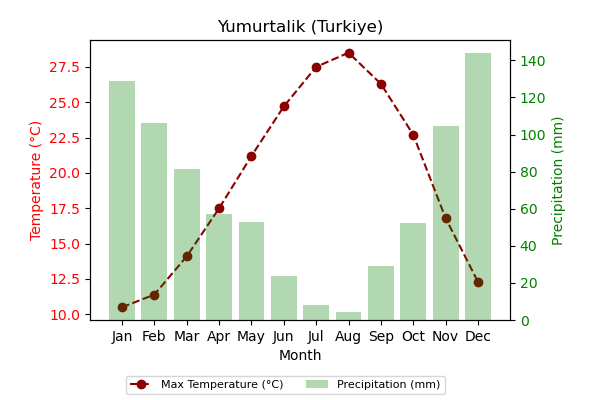 Yumurtalik (Turkiye)
Temperature (°C)
27.5
25.0
22.5
20.0
17.5
15.0
12.5
10.0
140
120
100
80
60
40
20
0
Precipitation (mm)
Jan Feb Mar Apr May Jun Jul Aug Sep Oct Nov Dec
Month
Max Temperature (°C) Precipitation (mm)